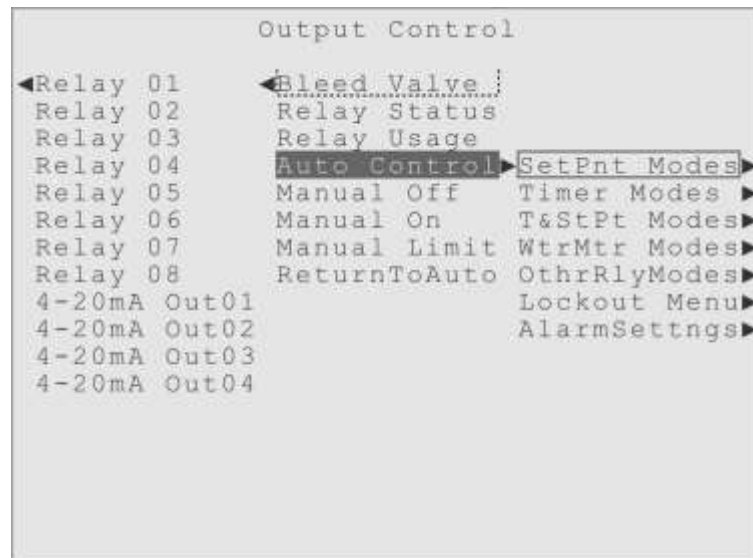 Output Control
Relay 01
Relay 02
Relay 03
Relay 04
Relay 05
Relay 06
Relay 07
Relay 08
4-20mA Out01
4-20mA Out02
4-20mA Out03
4-20mA Out04
Bleed Valve
Relay Status
Relay Usage
Auto Control
Manual Off
Manual On
Manual Limit
ReturnToAuto
SetPnt Modes
Timer Modes
T&StPt Modes
WtrMtr Modes
OthrRlyModes
Lockout Menu
AlarmSettngs